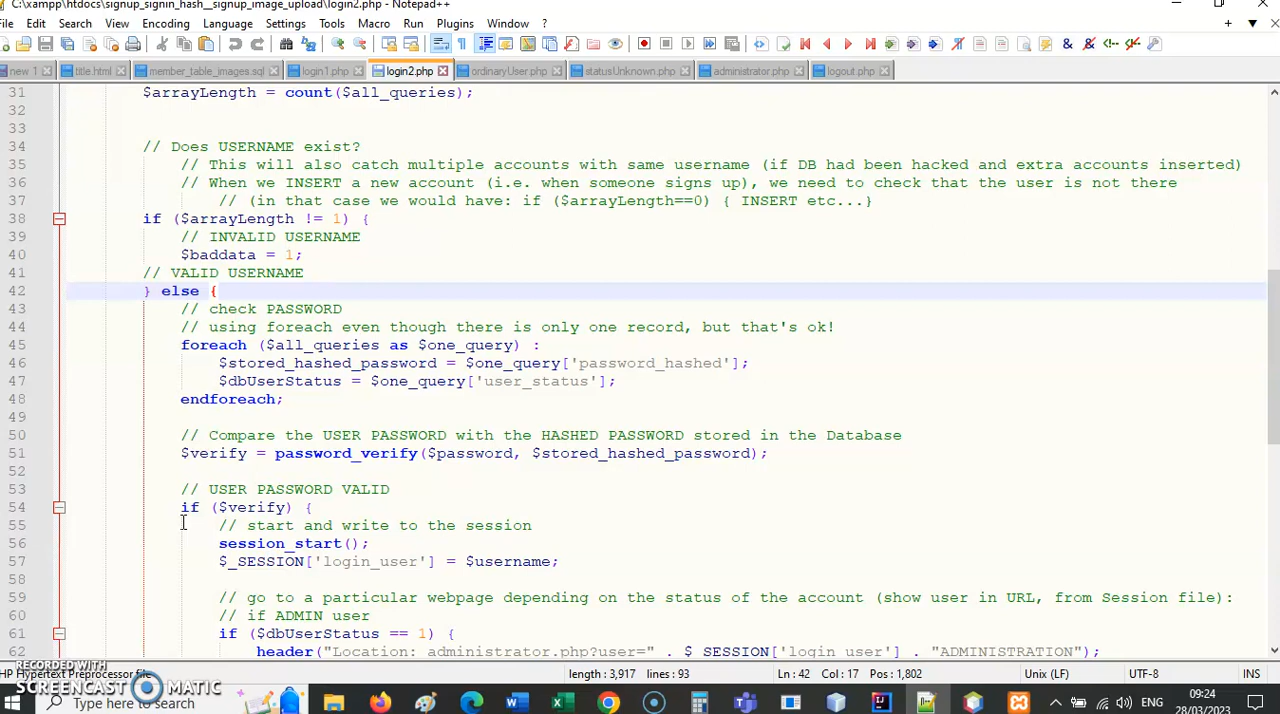 C:\xampp\htdocs\signup_signin_hash__signup_image_upload\login2.php - Notepad++
File Edit Search View Encoding Language Settings Tools Macro Run Plugins Window ?
new 1 title.html member_table_images.sql login1.php login2.php ordinaryUser.php statusUnknown.php administrator.php logout.php
31 $arrayLength = count($all_queries);
32
33
34 // Does USERNAME exist?
35 // This will also catch multiple accounts with same username (if DB had been hacked and extra accounts inserted)
36 // When we INSERT a new account (i.e. when someone signs up), we need to check that the user is not there
37 // (in that case we would have: if ($arrayLength==0) { INSERT etc...}
38 if ($arrayLength != 1) {
39 // INVALID USERNAME
40 $baddata = 1;
41 // VALID USERNAME
42 } else {
43 // check PASSWORD
44 // using foreach even though there is only one record, but that's ok!
45 foreach ($all_queries as $one_query) :
46 $stored_hashed_password = $one_query['password_hashed'];
47 $dbUserStatus = $one_query['user_status'];
48 endforeach;
49
50 // Compare the USER PASSWORD with the HASHED PASSWORD stored in the Database
51 $verify = password_verify($password, $stored_hashed_password);
52
53 // USER PASSWORD VALID
54 if ($verify) {
55 // start and write to the session
56 session_start();
57 $_SESSION['login_user'] = $username;
58
59 // go to a particular webpage depending on the status of the account (show user in URL, from Session file):
60 // if ADMIN user
61 if ($dbUserStatus == 1) {
62 header("Location: administrator.php?user=" . $_SESSION['login_user'] . "ADMINISTRATION");
PHP Hypertext Preprocessor file length : 3,917 lines : 93 Ln : 42 Col : 17 Pos : 1,802 Unix (LF) UTF-8 INS
RECORDED WITH
SCREENCAST MATIC
Type here to search
ENG
09:24
28/03/2023